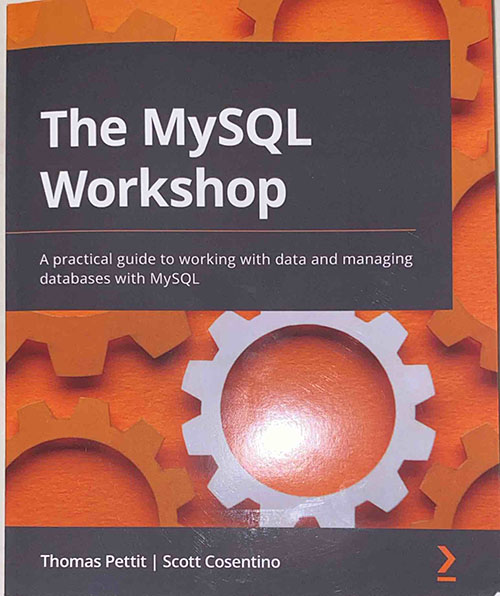 The MySQL
Workshop
A practical guide to working with data and managing
databases with MySQL
Thomas Pettit | Scott Cosentino